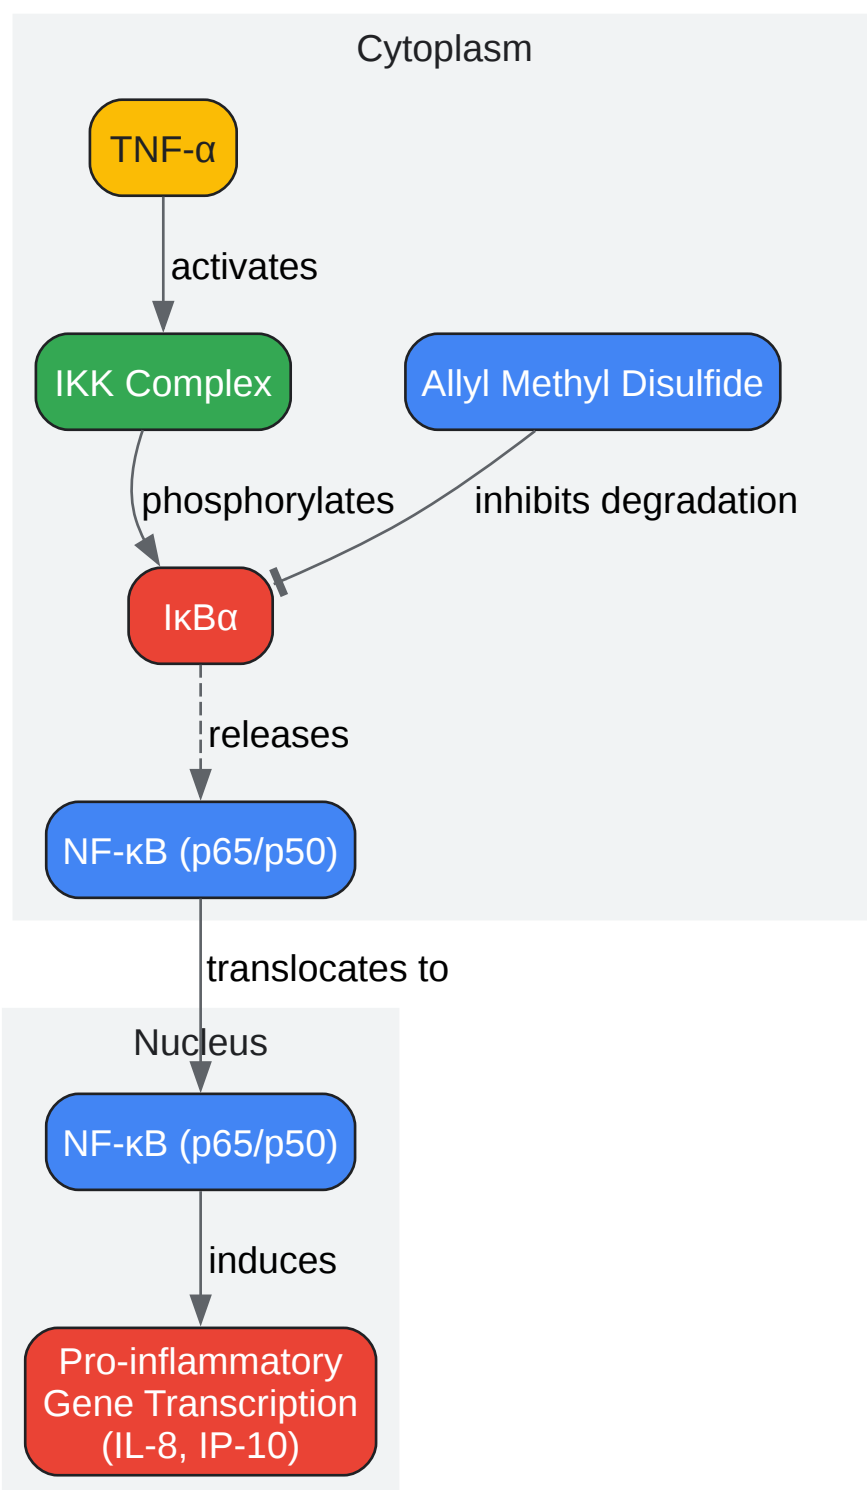 Cytoplasm
TNF-α
activates
IKK Complex
Allyl Methyl Disulfide
phosphorylates
inhibits degradation
IκBα
releases
NF-κB (p65/p50)
translocates to
Nucleus
NF-κB (p65/p50)
induces
Pro-inflammatory
Gene Transcription
(IL-8, IP-10)